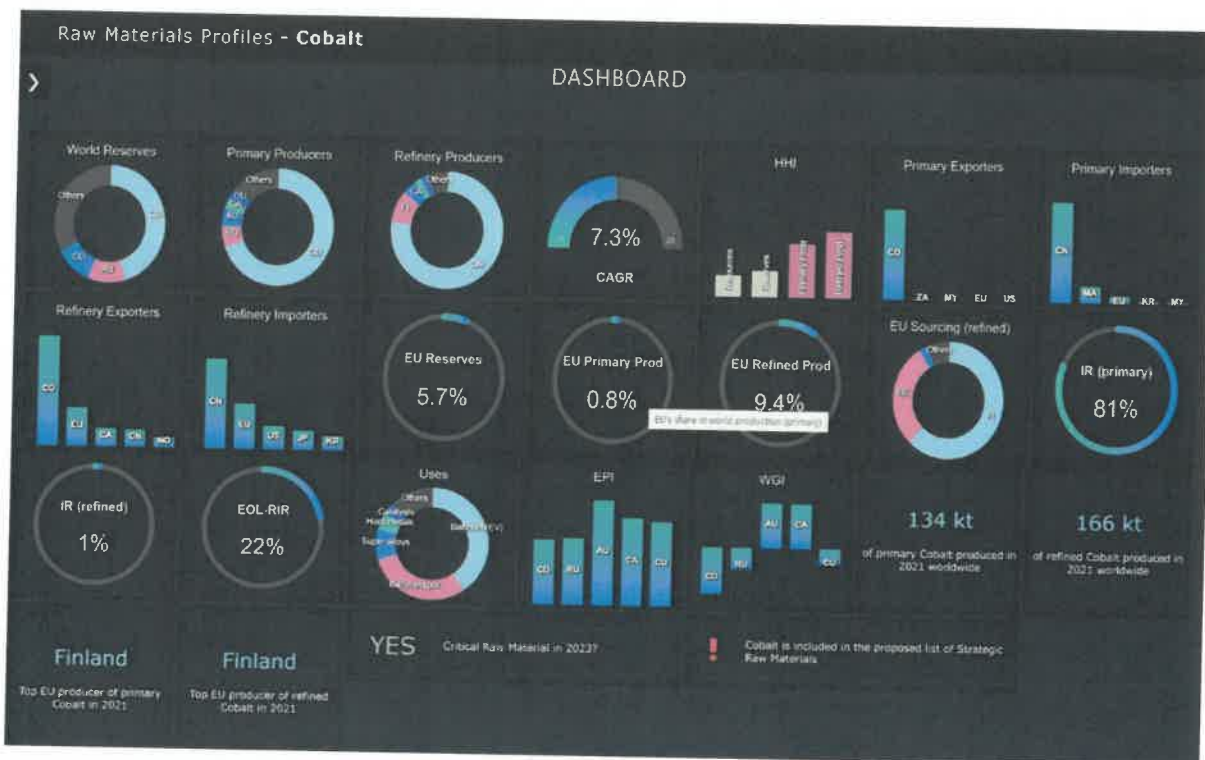 Raw Materials Profiles - Cobalt
❯
DASHBOARD
World Reserves
Others
Primary Producers
Others
Refinery Producers
Others
7.3%
CAGR
HHI
Primary Exporters
CD
ZA
MY
EU
US
Primary Importers
CN
MA
EU
KR
MY
Refinery Exporters
CD
EU
CA
CN
NO
Refinery Importers
CN
EU
US
JP
KR
EU Reserves
5.7%
EU Primary Prod
0.8%
EU Refined Prod
9.4%
EU's share in world production (primary)
EU Sourcing (refined)
Others
IR (primary)
81%
IR (refined)
1%
EOL-RIR
22%
Uses
Others
Catalysts
Hard metals
Superalloys
EPI
CD
RU
AU
CA
CU
WGI
CD
RU
AU
CA
CU
134 kt
of primary Cobalt produced in
2021 worldwide
166 kt
of refined Cobalt produced in
2021 worldwide
Finland
Top EU producer of primary
Cobalt in 2021
Finland
Top EU producer of refined
Cobalt in 2021
YES
Critical Raw Material in 2023?
!
Cobalt is included in the proposed list of Strategic
Raw Materials